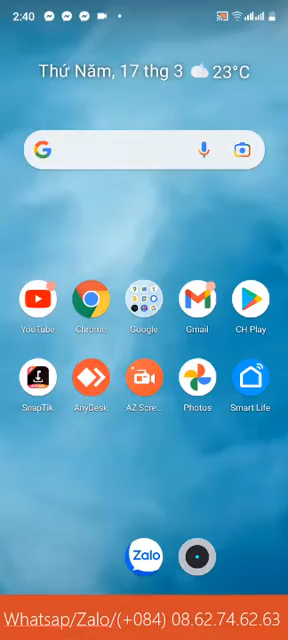 2:40
Thứ Năm, 17 thg 3 23°C
YouTube Chrome Google Gmail CH Play
SnapTik AnyDesk AZ Scre... Photos Smart Life
Zalo
Whatsap/Zalo/(+084) 08.62.74.62.63